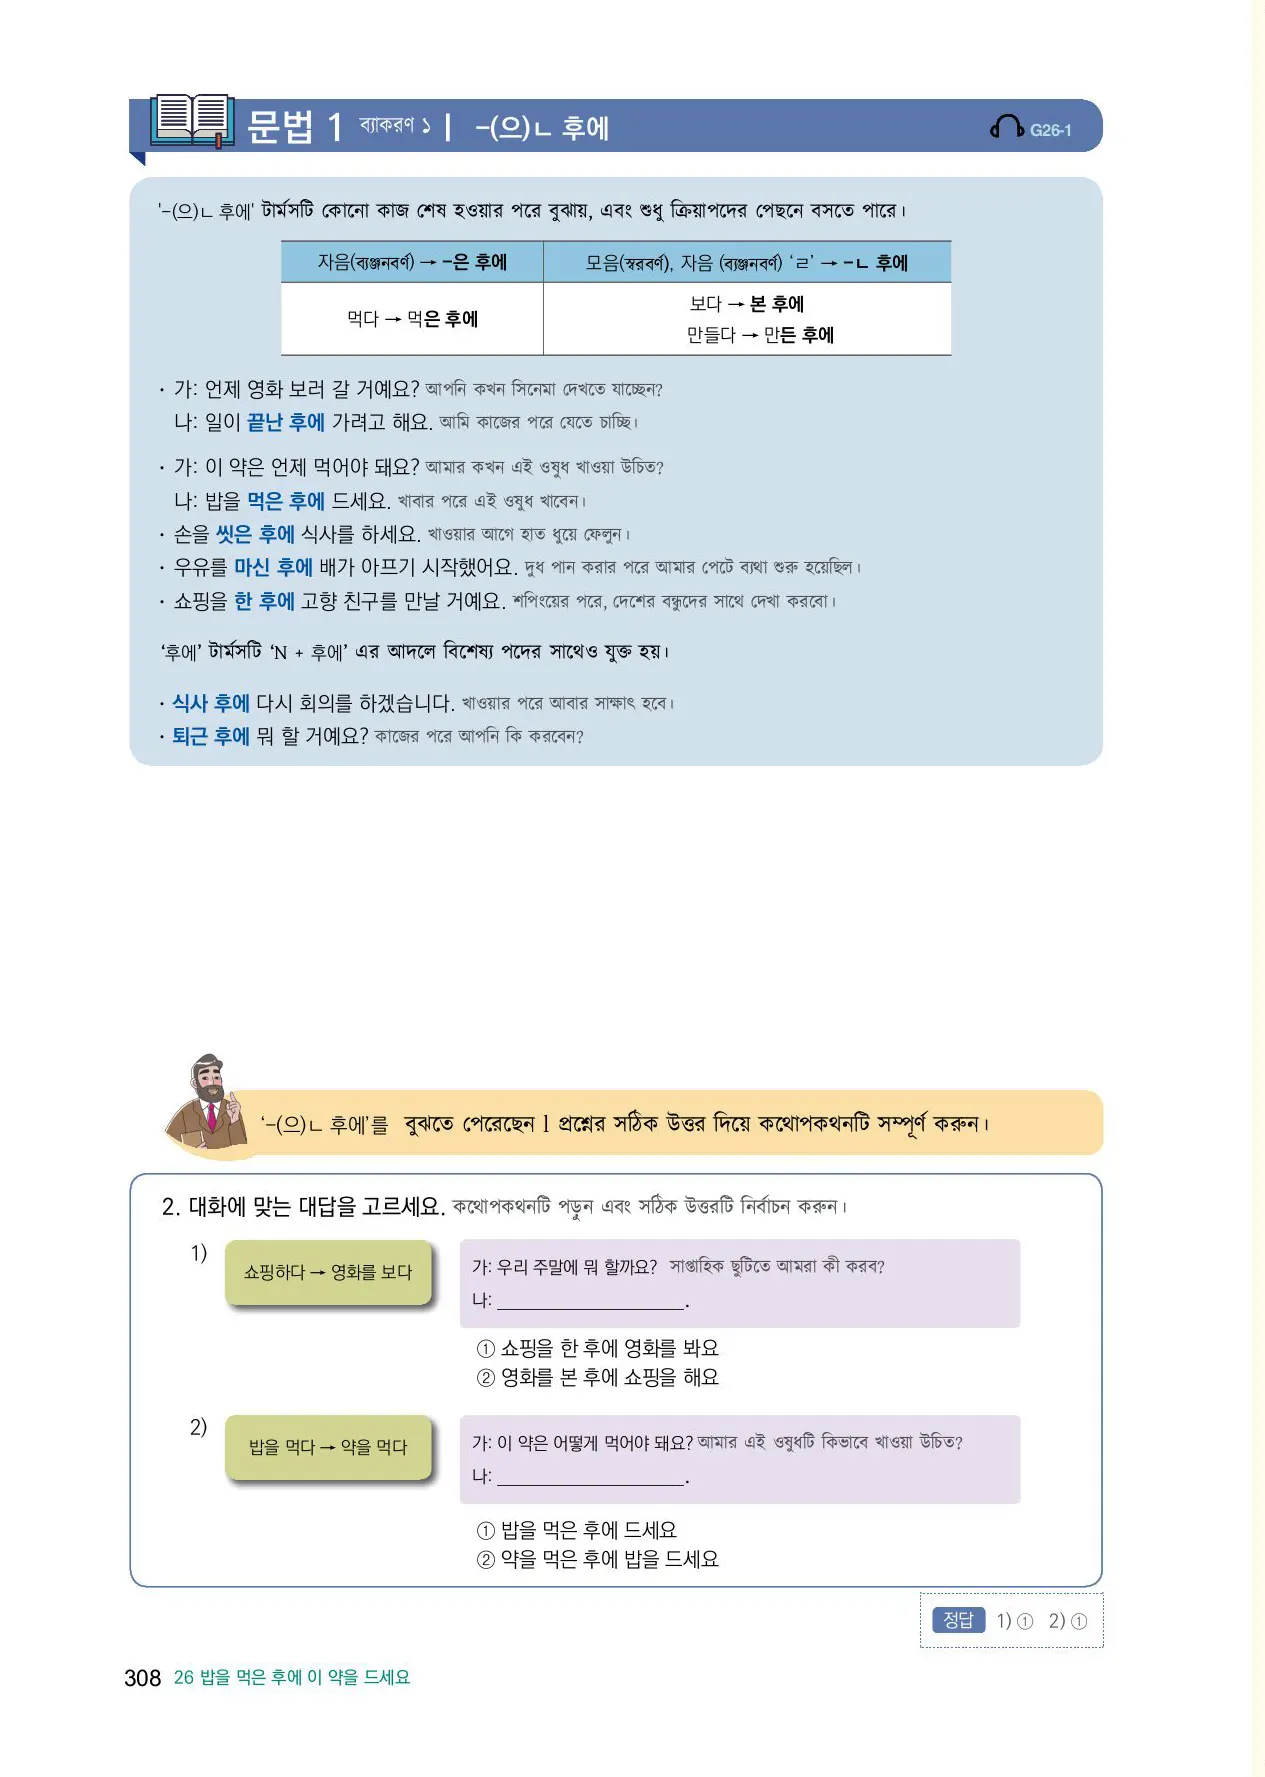 문법 1 ব্যাকরণ ১ | -(으)ㄴ 후에
G26-1
'-(으)ㄴ 후에' টার্মসটি কোনো কাজ শেষ হওয়ার পরে বুঝায়, এবং শুধু ক্রিয়াপদের পেছনে বসতে পারে।
자음(ব্যঞ্জনবর্ণ) → -은 후에
모음(স্বরবর্ণ), 자음 (ব্যঞ্জনবর্ণ) ‘ㄹ’ → -ㄴ 후에
먹다 → 먹은 후에
보다 → 본 후에
만들다 → 만든 후에
· 가: 언제 영화 보러 갈 거예요? আপনি কখন সিনেমা দেখতে যাচ্ছেন?
나: 일이 끝난 후에 가려고 해요. আমি কাজের পরে যেতে চাচ্ছি।
· 가: 이 약은 언제 먹어야 돼요? আমার কখন এই ওষুধ খাওয়া উচিত?
나: 밥을 먹은 후에 드세요. খাবার পরে এই ওষুধ খাবেন।
· 손을 씻은 후에 식사를 하세요. খাওয়ার আগে হাত ধুয়ে ফেলুন।
· 우유를 마신 후에 배가 아프기 시작했어요. দুধ পান করার পরে আমার পেটে ব্যথা শুরু হয়েছিল।
· 쇼핑을 한 후에 고향 친구를 만날 거예요. শপিংয়ের পরে, দেশের বন্ধুদের সাথে দেখা করবো।
‘후에’ টার্মসটি ‘N + 후에’ এর আদলে বিশেষ্য পদের সাথেও যুক্ত হয়।
· 식사 후에 다시 회의를 하겠습니다. খাওয়ার পরে আবার সাক্ষাৎ হবে।
· 퇴근 후에 뭐 할 거예요? কাজের পরে আপনি কি করবেন?
‘-(으)ㄴ 후에’를 বুঝতে পেরেছেন l প্রশ্নের সঠিক উত্তর দিয়ে কথোপকথনটি সম্পূর্ণ করুন।
2. 대화에 맞는 대답을 고르세요. কথোপকথনটি পড়ুন এবং সঠিক উত্তরটি নির্বাচন করুন।
1)
쇼핑하다 → 영화를 보다
가: 우리 주말에 뭐 할까요? সাপ্তাহিক ছুটিতে আমরা কী করব?
나: ____________________.
① 쇼핑을 한 후에 영화를 봐요
② 영화를 본 후에 쇼핑을 해요
2)
밥을 먹다 → 약을 먹다
가: 이 약은 어떻게 먹어야 돼요? আমার এই ওষুধটি কিভাবে খাওয়া উচিত?
나: ____________________.
① 밥을 먹은 후에 드세요
② 약을 먹은 후에 밥을 드세요
정답 1) ① 2) ①
308 26 밥을 먹은 후에 이 약을 드세요